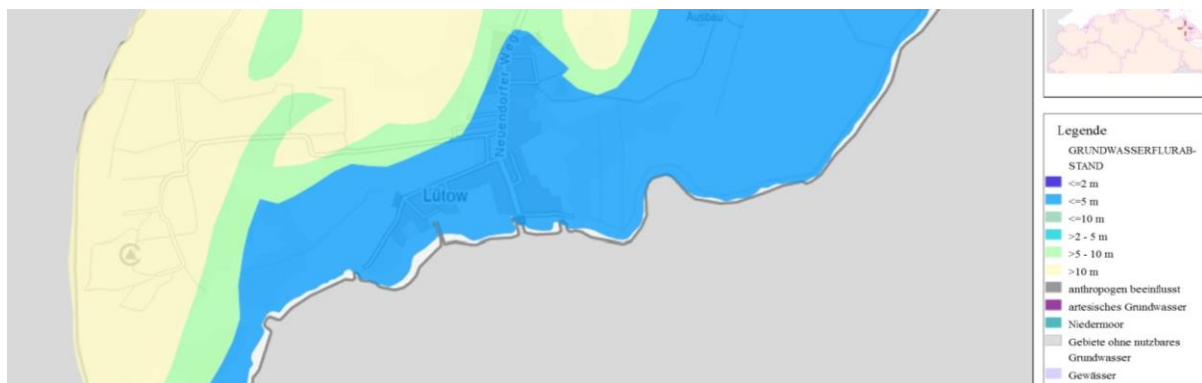 Ausbau
Neuendorfer-Weg
Lütow
Legende
GRUNDWASSERFLURAB-
STAND
<=2 m
<=5 m
<=10 m
>2 - 5 m
>5 - 10 m
>10 m
anthropogen beeinflusst
artesisches Grundwasser
Niedermoor
Gebiete ohne nutzbares
Grundwasser
Gewässer